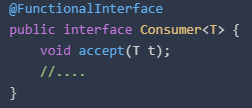 @FunctionalInterface
public interface Consumer<T> {
    void accept(T t);
    //....
}